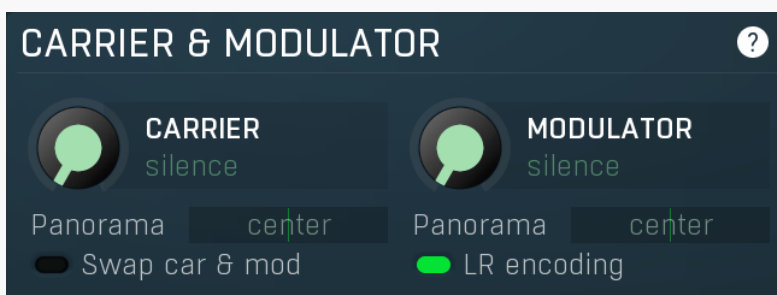 CARRIER & MODULATOR ?
CARRIER MODULATOR
silence silence
Panorama center Panorama center
Swap car & mod LR encoding